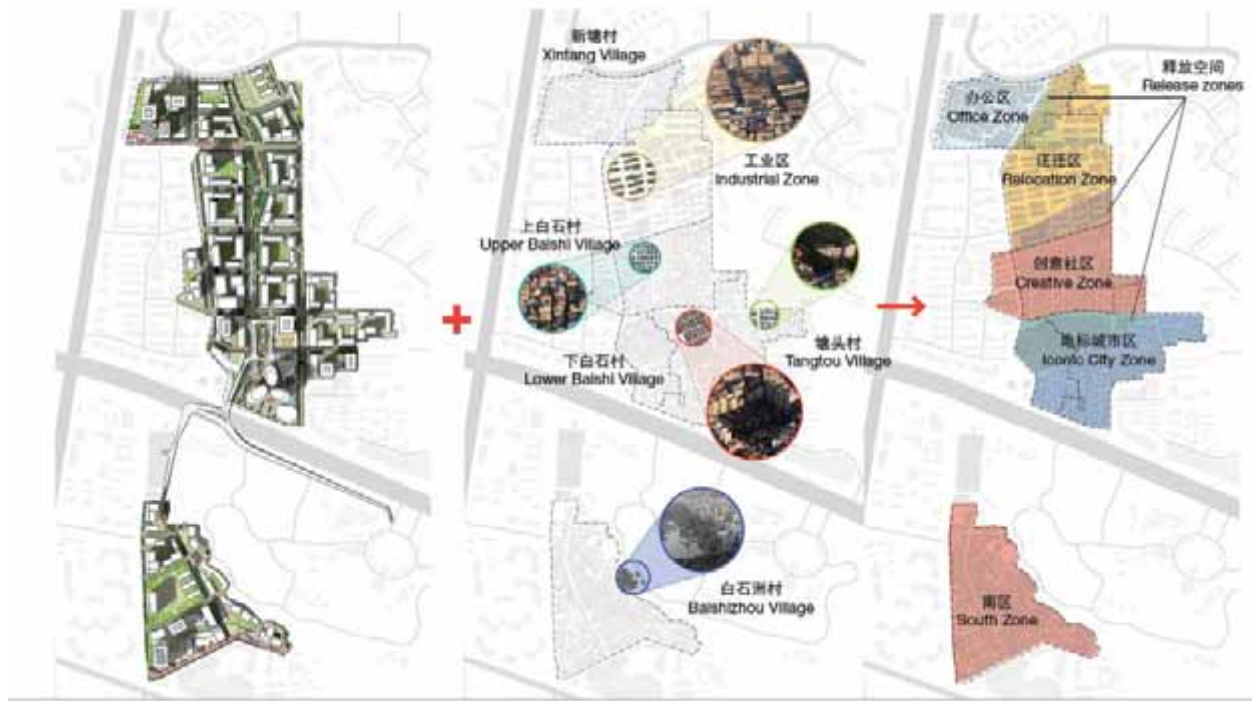 新塘村
Xintang Village
工业区
Industrial Zone
上白石村
Upper Baishi Village
塘头村
Tangtou Village
下白石村
Lower Baishi Village
白石洲村
Baishizhou Village
释放空间
Release zones
办公区
Office Zone
Relocation Zone
创意社区
Creative Zone
地标城市区
Iconic City Zone
南区
South Zone